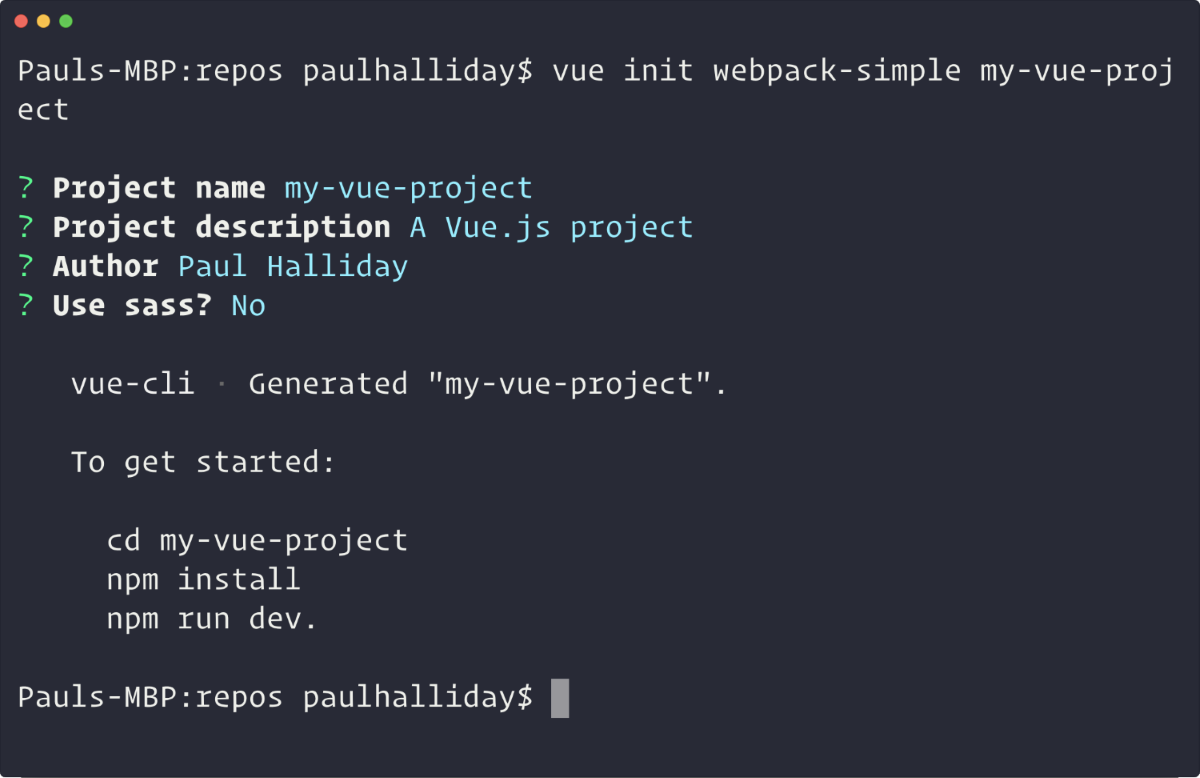 Pauls-MBP:repos paulhalliday$ vue init webpack-simple my-vue-proj
ect
? Project name my-vue-project
? Project description A Vue.js project
? Author Paul Halliday
? Use sass? No
vue-cli · Generated "my-vue-project".
To get started:
cd my-vue-project
npm install
npm run dev.
Pauls-MBP:repos paulhalliday$